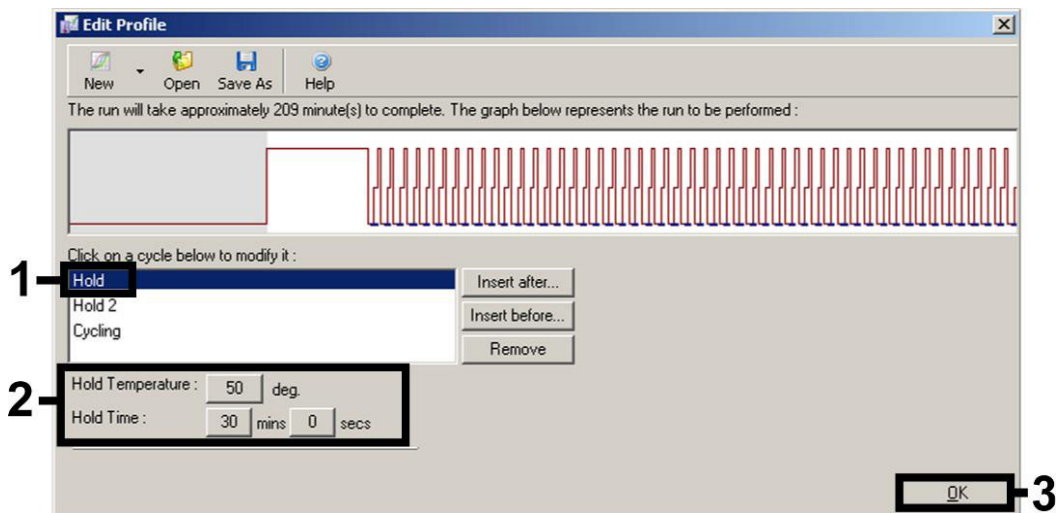 Edit Profile
New Open Save As Help
The run will take approximately 209 minute(s) to complete. The graph below represents the run to be performed :
Click on a cycle below to modify it :
1 Hold Insert after...
Hold 2 Insert before...
Cycling
Remove
2 Hold Temperature : 50 deg.
Hold Time : 30 mins 0 secs
OK 3